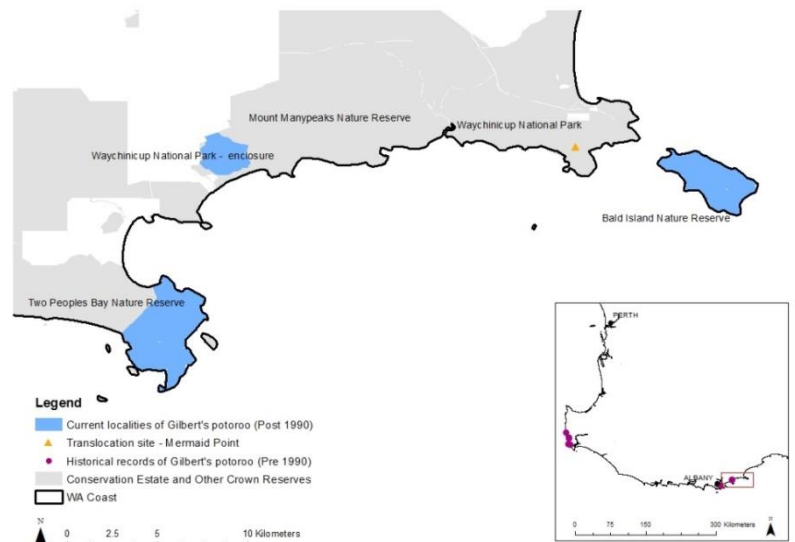 Mount Manypeaks Nature Reserve
Waychinicup National Park
Waychinicup National Park - enclosure
Bald Island Nature Reserve
Two Peoples Bay Nature Reserve
Legend
Current localities of Gilbert's potoroo (Post 1990)
Translocation site - Mermaid Point
Historical records of Gilbert's potoroo (Pre 1990)
Conservation Estate and Other Crown Reserves
WA Coast
N
0 2.5 5 10 Kilometers
PERTH
ALBANY
0 75 150 300 Kilometers
N